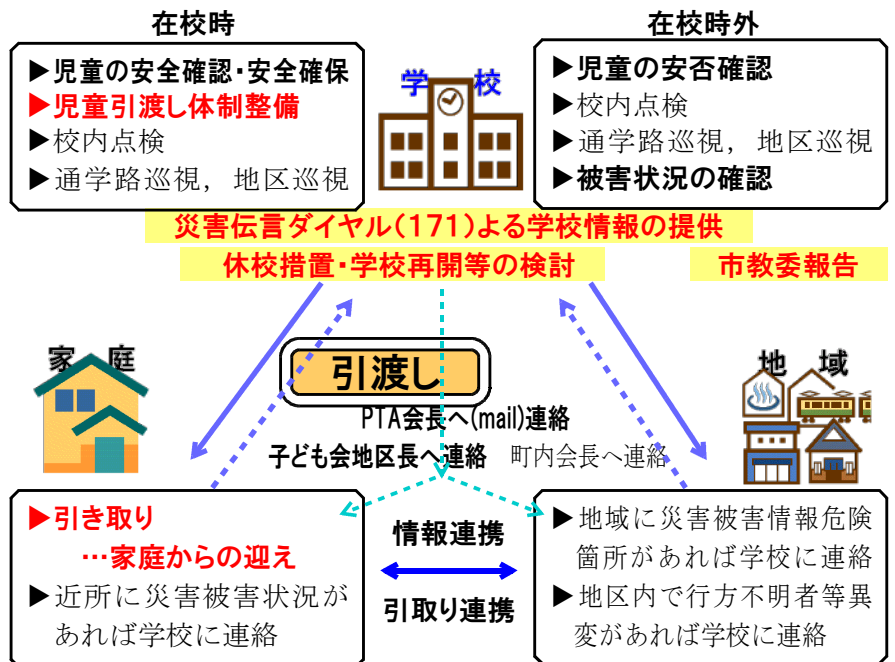 在校時
▶児童の安全確認・安全確保
▶児童引渡し体制整備
▶校内点検
▶通学路巡視，地区巡視
学校
在校時外
▶児童の安否確認
▶校内点検
▶通学路巡視，地区巡視
▶被害状況の確認
災害伝言ダイヤル（１７１）よる学校情報の提供
休校措置・学校再開等の検討
市教委報告
家庭
引渡し
地域
PTA会長へ(mail)連絡
子ども会地区長へ連絡
町内会長へ連絡
▶引き取り
…家庭からの迎え
▶近所に災害被害状況が
あれば学校に連絡
情報連携
引取り連携
▶地域に災害被害情報危険
箇所があれば学校に連絡
▶地区内で行方不明者等異
変があれば学校に連絡